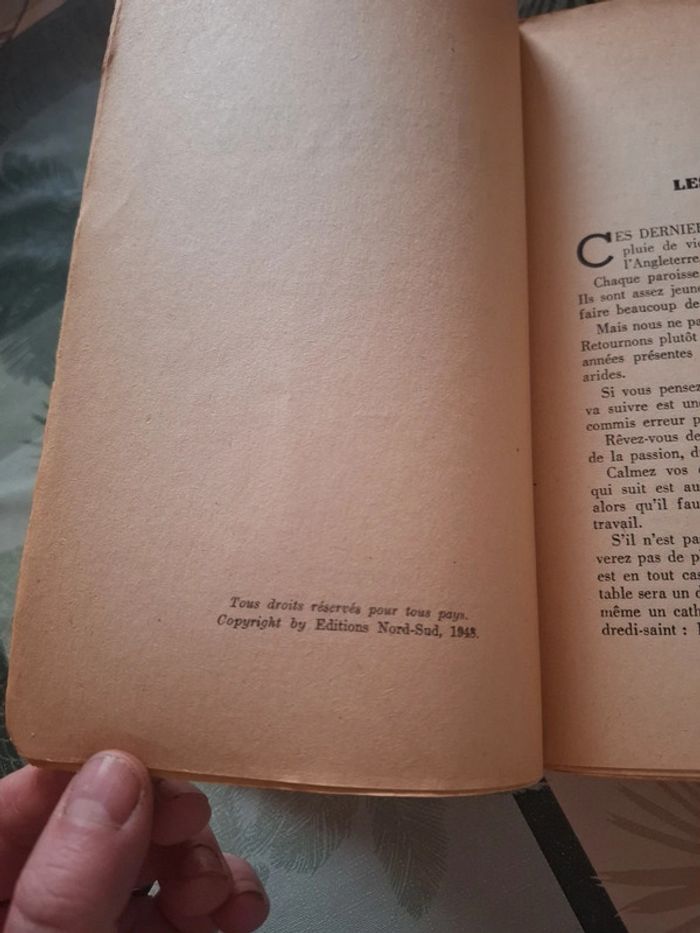 Tous droits réservés pour tous pays.
Copyright by Editions Nord-Sud, 1948.
LES
CES DERNIER
pluie de vi
l'Angleterre
Chaque paroisse
Ils sont assez jeun
faire beaucoup de
Mais nous ne pa
Retournons plutôt
années présentes
arides.
Si vous pensez
va suivre est un
commis erreur p
Rêvez-vous de
de la passion, d
Calmez vos
qui suit est au
alors qu'il fau
travail.
S'il n'est pa
verez pas de p
est en tout cas
table sera un d
même un cath
dredi-saint : l